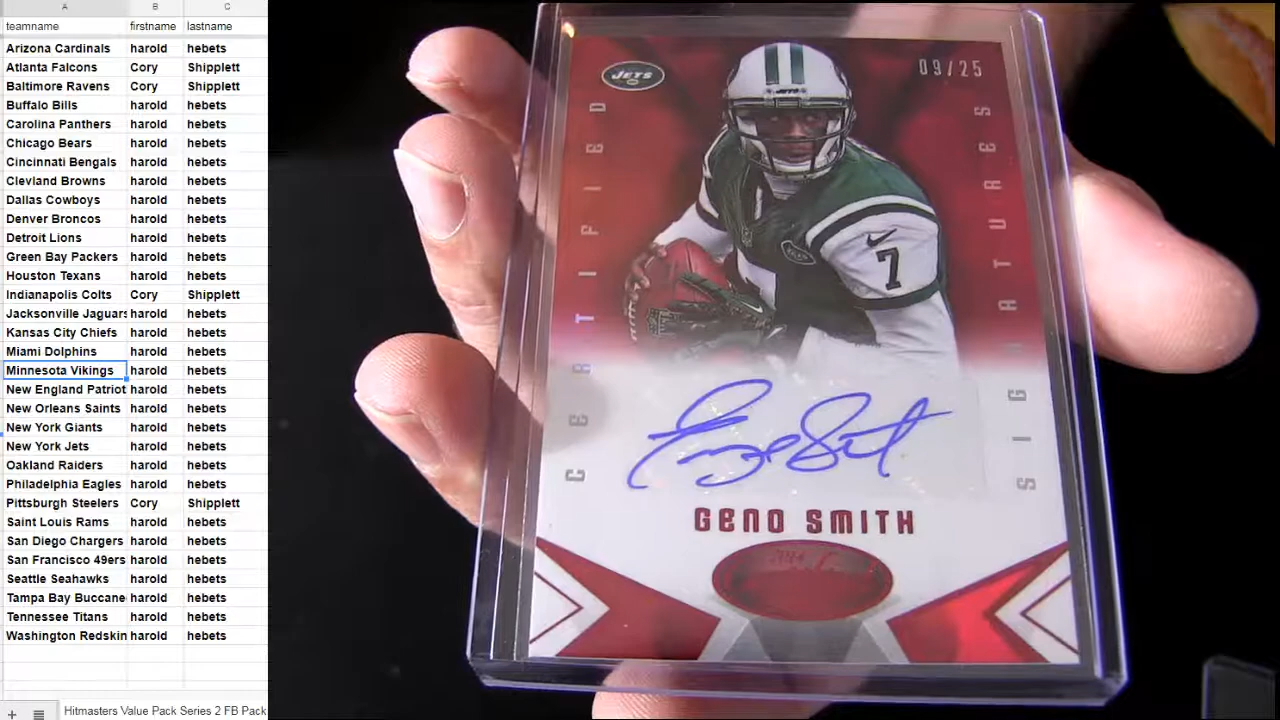 A B C
teamname firstname lastname
Arizona Cardinals harold hebets
Atlanta Falcons Cory Shipplett
Baltimore Ravens Cory Shipplett
Buffalo Bills harold hebets
Carolina Panthers harold hebets
Chicago Bears harold hebets
Cincinnati Bengals harold hebets
Clevland Browns harold hebets
Dallas Cowboys harold hebets
Denver Broncos harold hebets
Detroit Lions harold hebets
Green Bay Packers harold hebets
Houston Texans harold hebets
Indianapolis Colts Cory Shipplett
Jacksonville Jaguars harold hebets
Kansas City Chiefs harold hebets
Miami Dolphins harold hebets
Minnesota Vikings harold hebets
New England Patriot harold hebets
New Orleans Saints harold hebets
New York Giants harold hebets
New York Jets harold hebets
Oakland Raiders harold hebets
Philadelphia Eagles harold hebets
Pittsburgh Steelers Cory Shipplett
Saint Louis Rams harold hebets
San Diego Chargers harold hebets
San Francisco 49ers harold hebets
Seattle Seahawks harold hebets
Tampa Bay Buccane harold hebets
Tennessee Titans harold hebets
Washington Redskin harold hebets
Hitmasters Value Pack Series 2 FB Pack
JETS
09/25
CERTIFIED
SIGNATURES
JETS
7
GENO SMITH